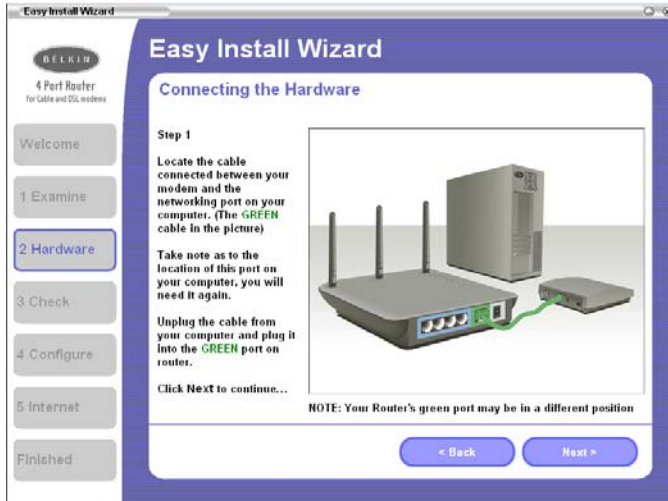 Easy Install Wizard
BELKIN
4 Port Router
For Cable and DSL modems
Welcome
1 Examine
2 Hardware
3 Check
4 Configure
5 Internet
Finished
Easy Install Wizard
Connecting the Hardware
Step 1
Locate the cable
connected between your
modem and the
networking port on your
computer. (The GREEN
cable in the picture)
Take note as to the
location of this port on
your computer, you will
need it again.
Unplug the cable from
your computer and plug it
into the GREEN port on
router.
Click Next to continue...
NOTE: Your Router's green port may be in a different position
< Back
Next >